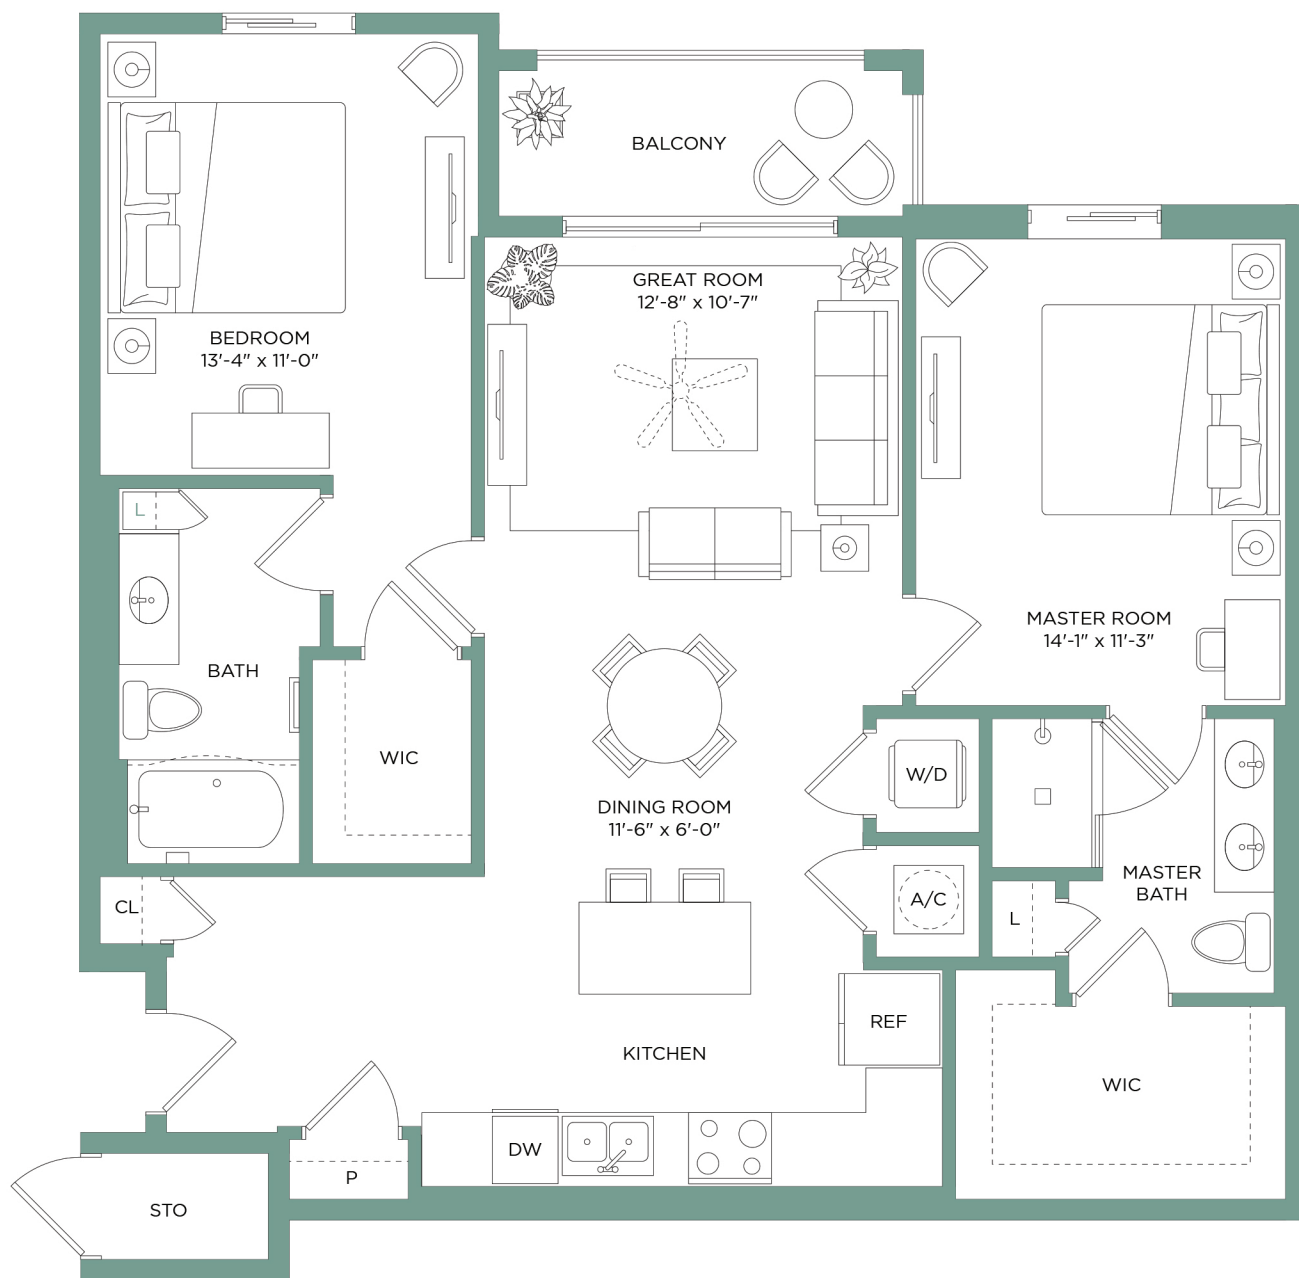 BALCONY
GREAT ROOM
12'-8" x 10'-7"
BEDROOM
13'-4" x 11'-0"
L
MASTER ROOM
14'-1" x 11'-3"
BATH
WIC
W/D
DINING ROOM
11'-6" x 6'-0"
MASTER
BATH
CL
A/C
L
REF
KITCHEN
WIC
DW
P
STO